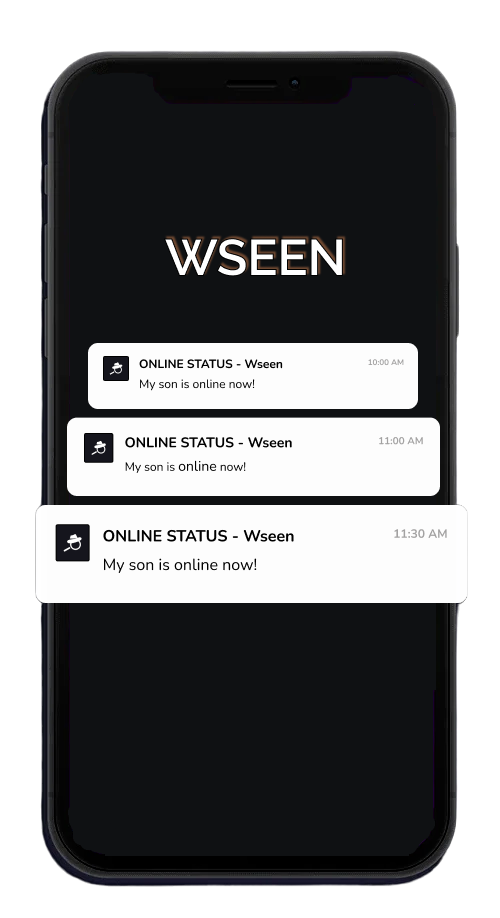 WSEEN
ONLINE STATUS - Wseen 10:00 AM
My son is online now!
ONLINE STATUS - Wseen 11:00 AM
My son is online now!
ONLINE STATUS - Wseen 11:30 AM
My son is online now!